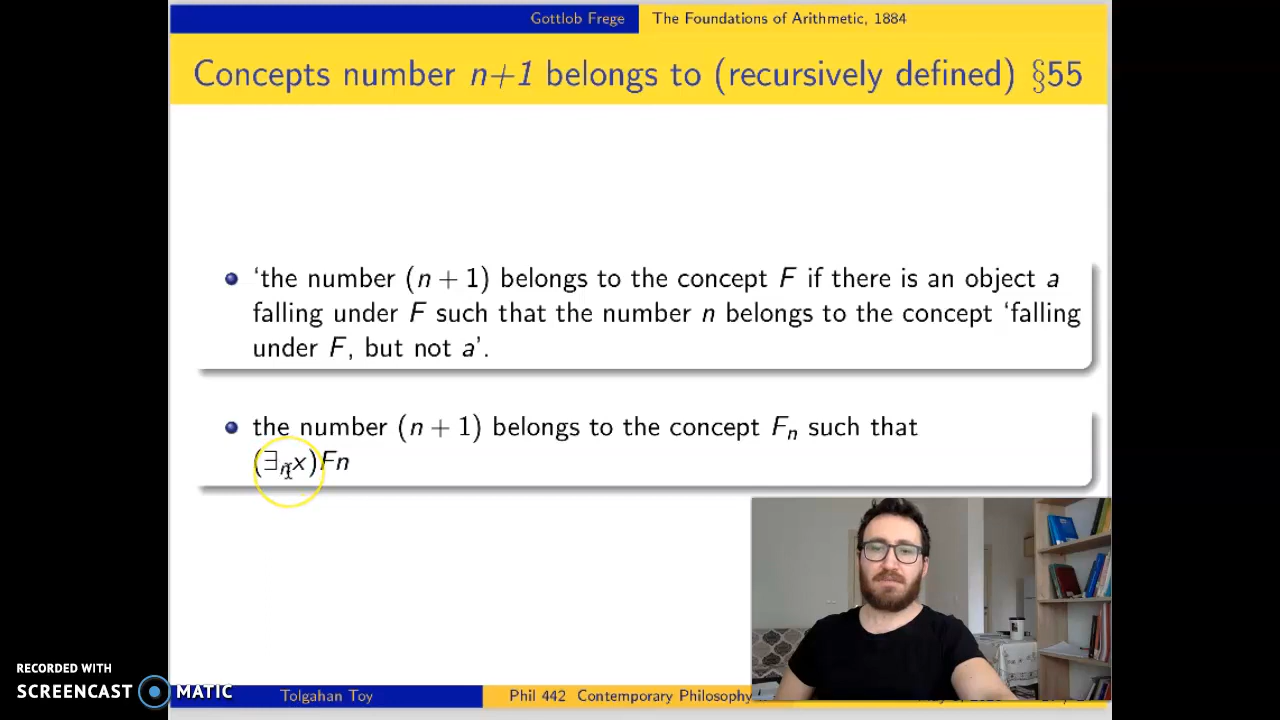 Gottlob Frege The Foundations of Arithmetic, 1884
Concepts number n+1 belongs to (recursively defined) §55
‘the number (n + 1) belongs to the concept F if there is an object a
falling under F such that the number n belongs to the concept ‘falling
under F, but not a’.
the number (n + 1) belongs to the concept Fₙ such that
(∃ₙx)Fn
RECORDED WITH
SCREENCAST MATIC
Tolgahan Toy Phil 442 Contemporary Philosophy